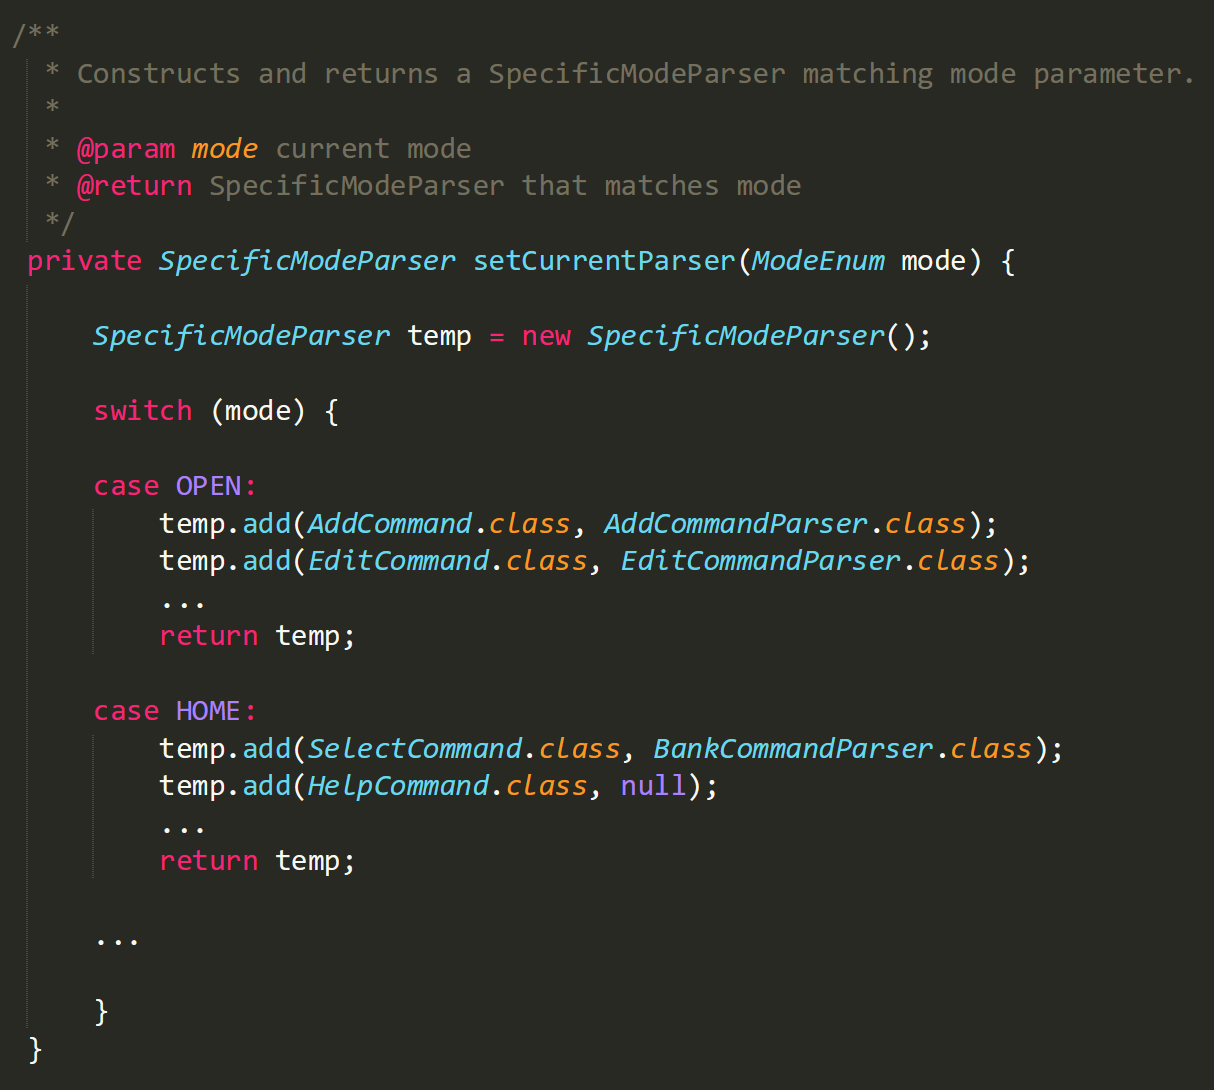 /**
 * Constructs and returns a SpecificModeParser matching mode parameter.
 *
 * @param mode current mode
 * @return SpecificModeParser that matches mode
 */
private SpecificModeParser setCurrentParser(ModeEnum mode) {
SpecificModeParser temp = new SpecificModeParser();
switch (mode) {
case OPEN:
temp.add(AddCommand.class, AddCommandParser.class);
temp.add(EditCommand.class, EditCommandParser.class);
...
return temp;
case HOME:
temp.add(SelectCommand.class, BankCommandParser.class);
temp.add(HelpCommand.class, null);
...
return temp;
...
}
}